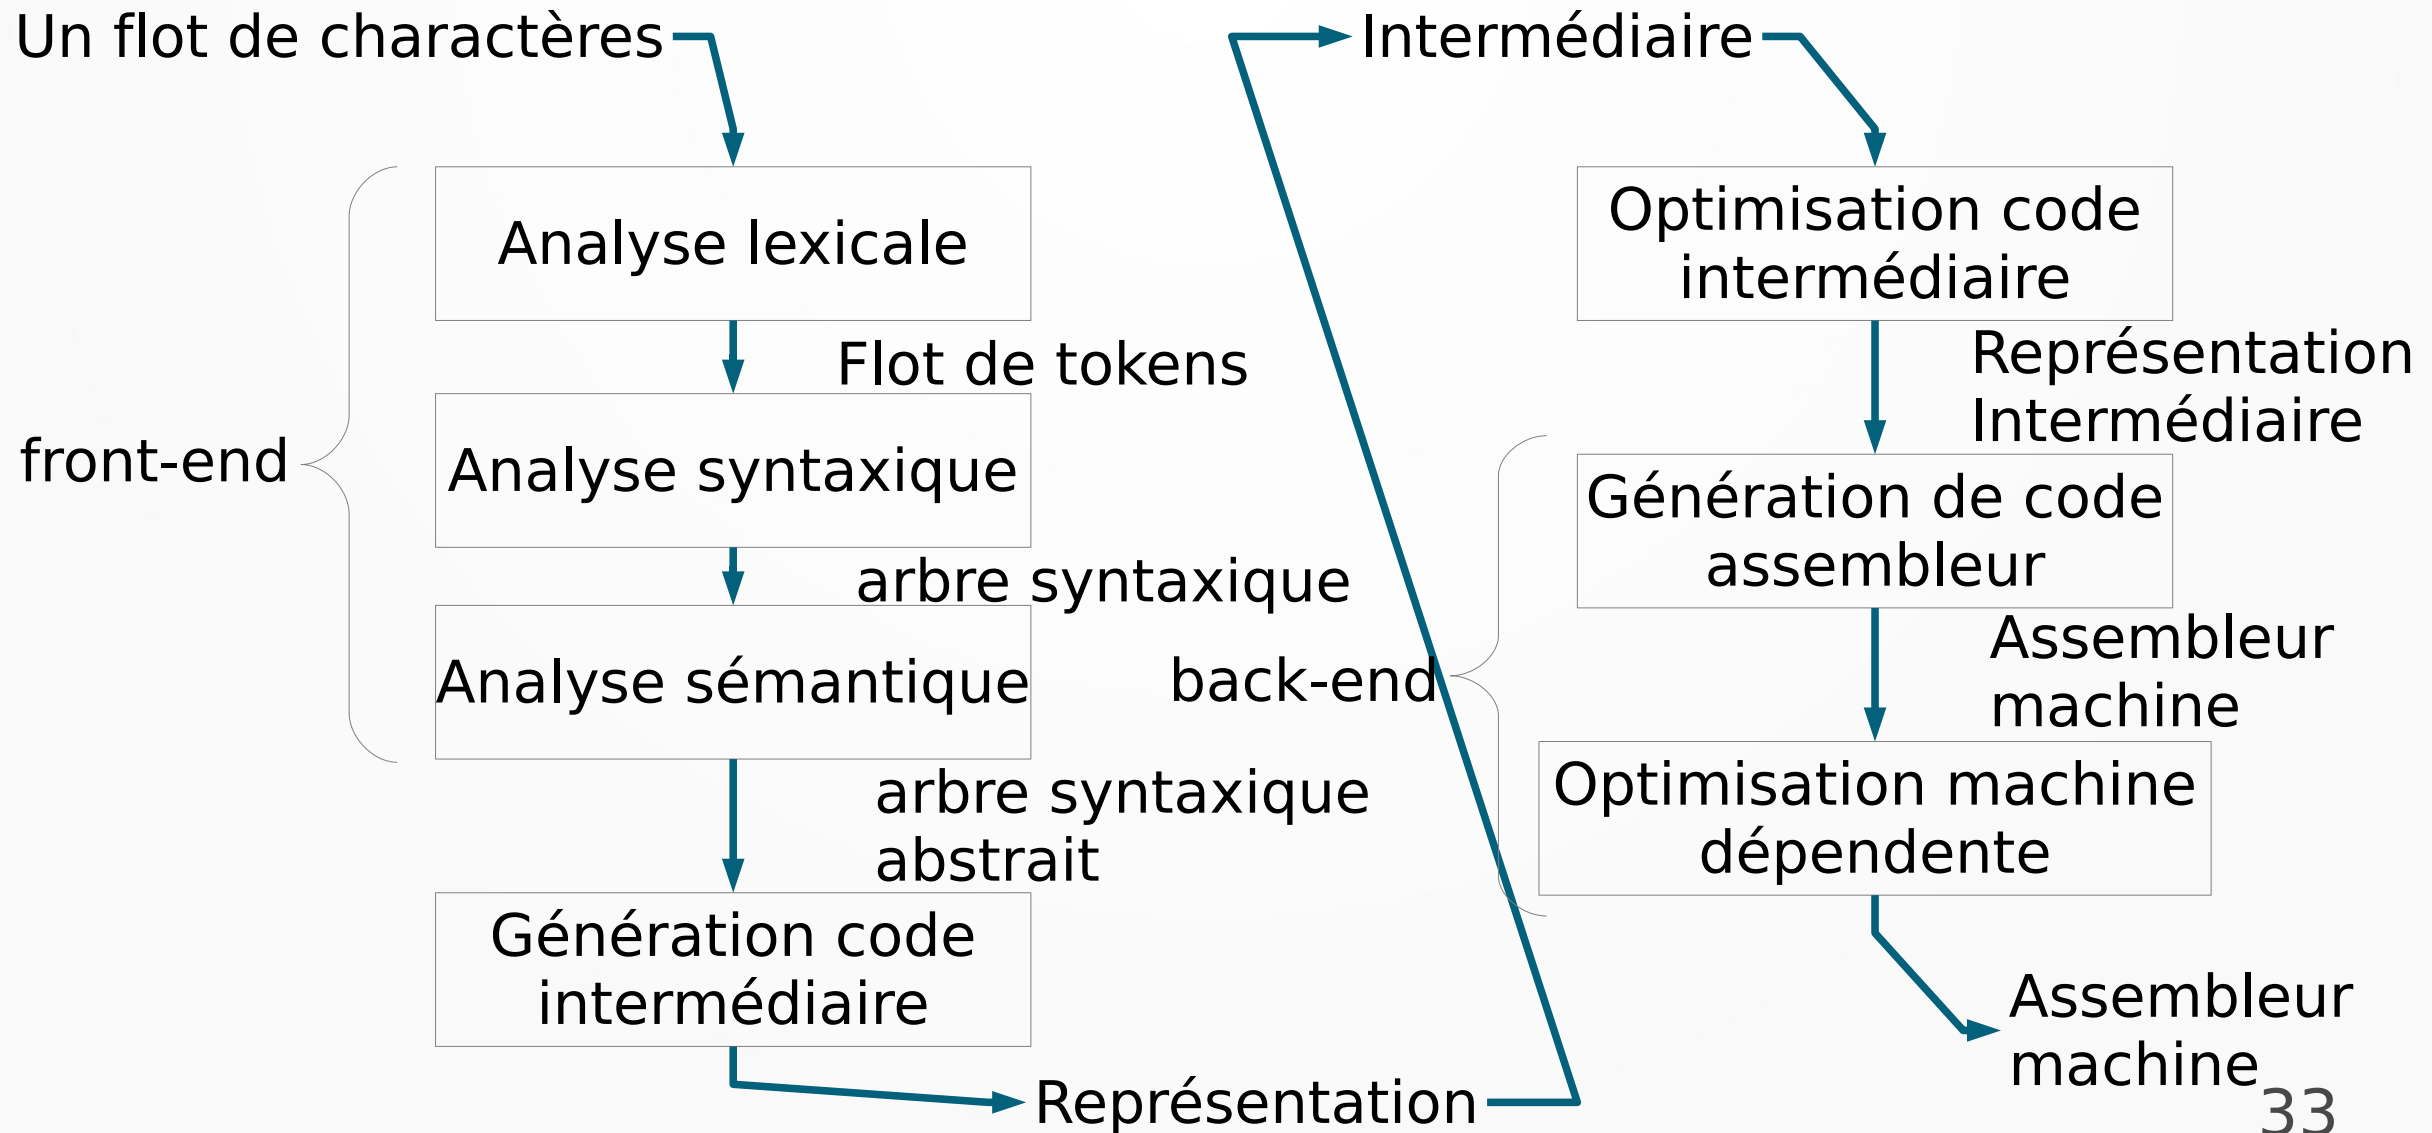 Un flot de charactères
Analyse lexicale
Flot de tokens
front-end
Analyse syntaxique
arbre syntaxique
Analyse sémantique
arbre syntaxique
abstrait
Génération code
intermédiaire
Représentation
Intermédiaire
Optimisation code
intermédiaire
Représentation
Intermédiaire
Génération de code
assembleur
back-end
Assembleur
machine
Optimisation machine
dépendente
Assembleur
machine
33